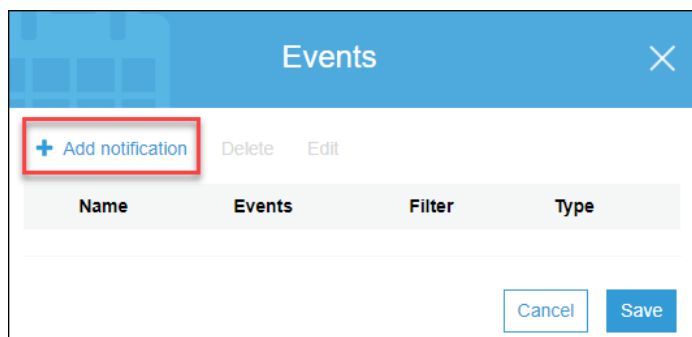 Events
Add notification Delete Edit
Name Events Filter Type
Cancel Save